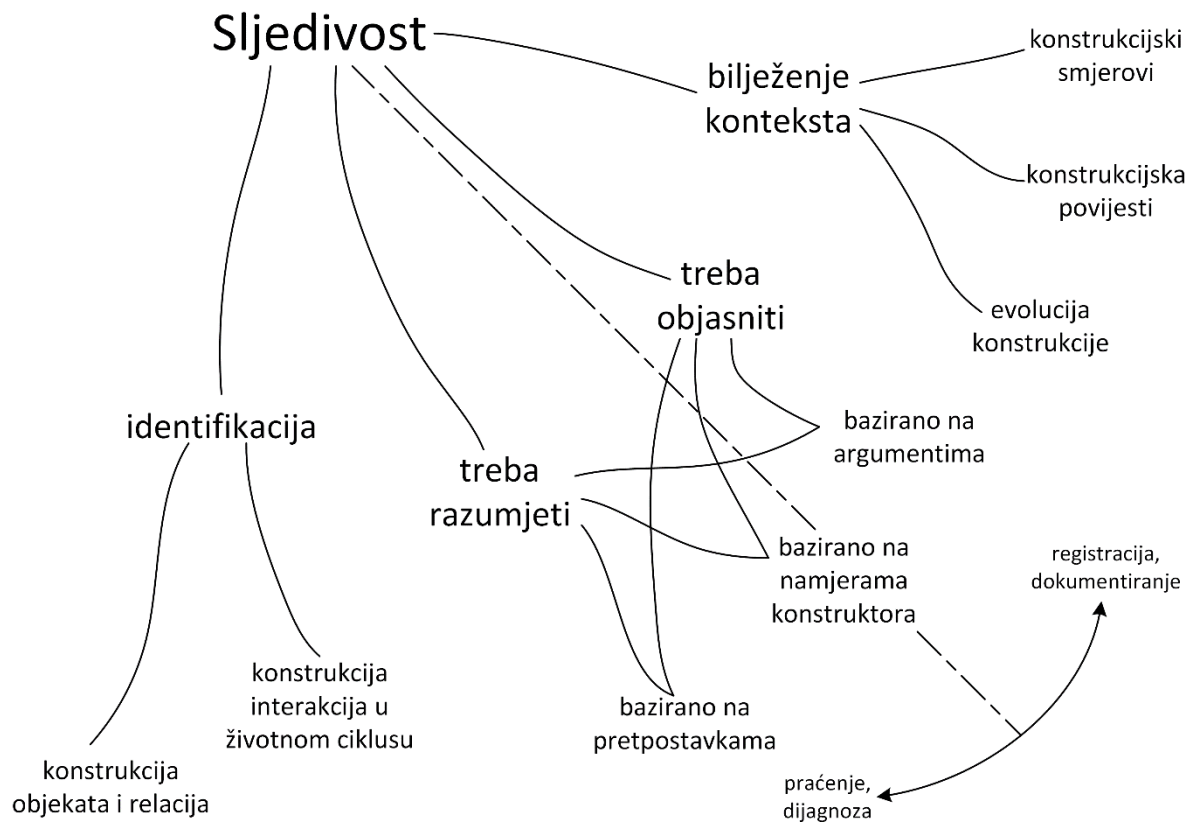 Sljedivost
bilježenje
konteksta
konstrukcijski
smjerovi
konstrukcijska
povijesti
evolucija
konstrukcije
treba
objasniti
identifikacija
treba
razumjeti
bazirano na
argumentima
bazirano na
namjerama
konstruktora
registracija,
dokumentiranje
konstrukcija
interakcija u
životnom ciklusu
bazirano na
pretpostavkama
konstrukcija
objekata i relacija
praćenje,
dijagnoza